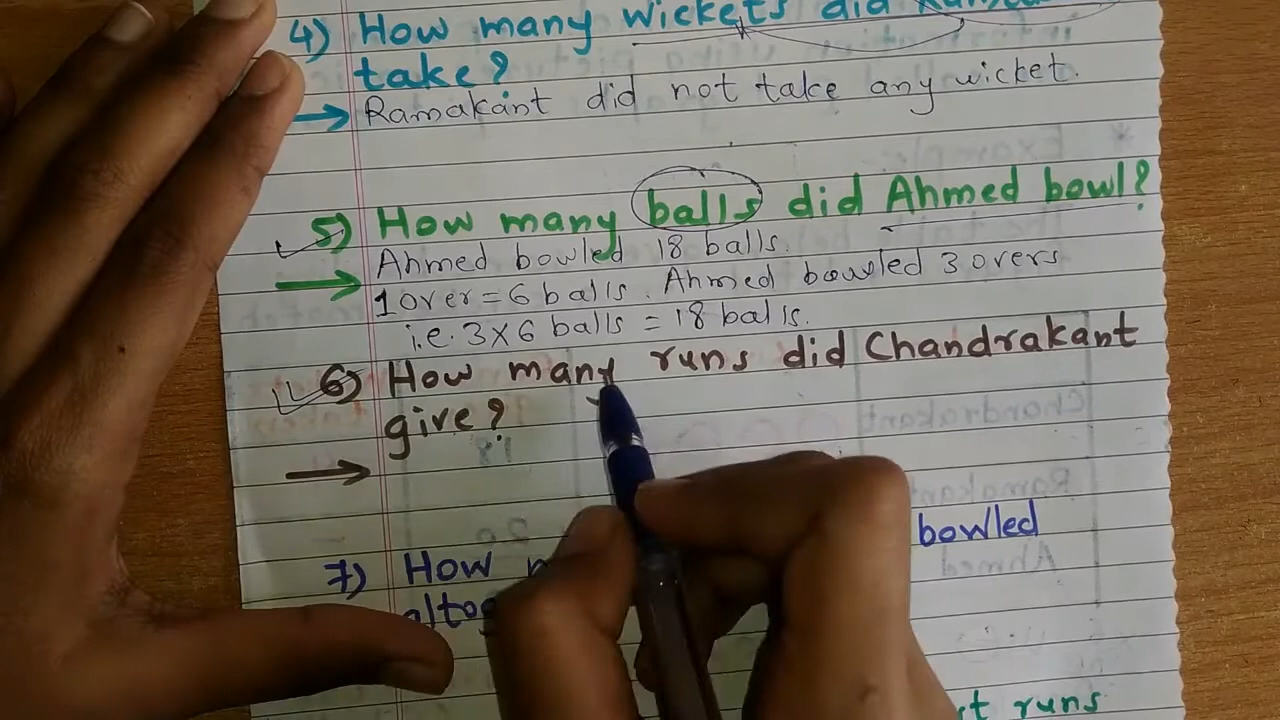 4) How many wickets did
take?
Ramakant did not take any wicket.
5) How many balls did Ahmed bowl?
Ahmed bowled 18 balls.
1 over = 6 balls. Ahmed bowled 3 overs
i.e. 3 x 6 balls = 18 balls.
6) How many runs did Chandrakant
give?
7) How bowled
runs